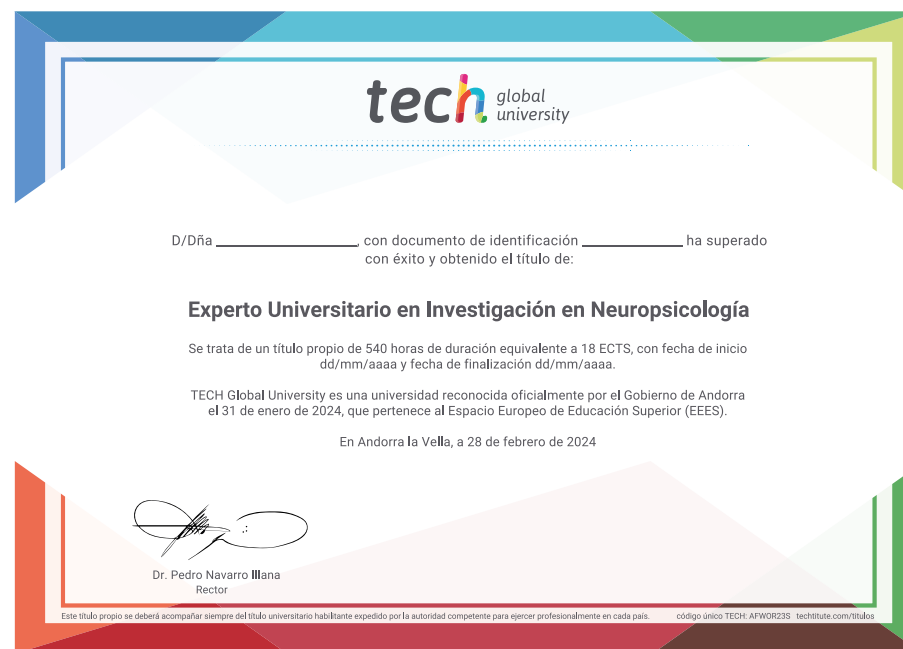 tech global university
D/Dña ____________________, con documento de identificación ______________ ha superado
con éxito y obtenido el título de:
Experto Universitario en Investigación en Neuropsicología
Se trata de un título propio de 540 horas de duración equivalente a 18 ECTS, con fecha de inicio
dd/mm/aaaa y fecha de finalización dd/mm/aaaa.
TECH Global University es una universidad reconocida oficialmente por el Gobierno de Andorra
el 31 de enero de 2024, que pertenece al Espacio Europeo de Educación Superior (EEES).
En Andorra la Vella, a 28 de febrero de 2024
Dr. Pedro Navarro Illana
Rector
Este título propio se deberá acompañar siempre del título universitario habilitante expedido por la autoridad competente para ejercer profesionalmente en cada país. código único TECH: AFWOR23S techtitute.com/titulos